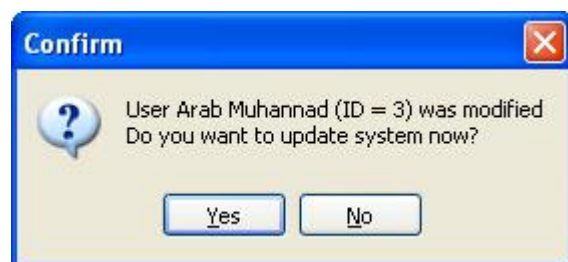 Confirm
User Arab Muhannad (ID = 3) was modified
Do you want to update system now?
Yes
No